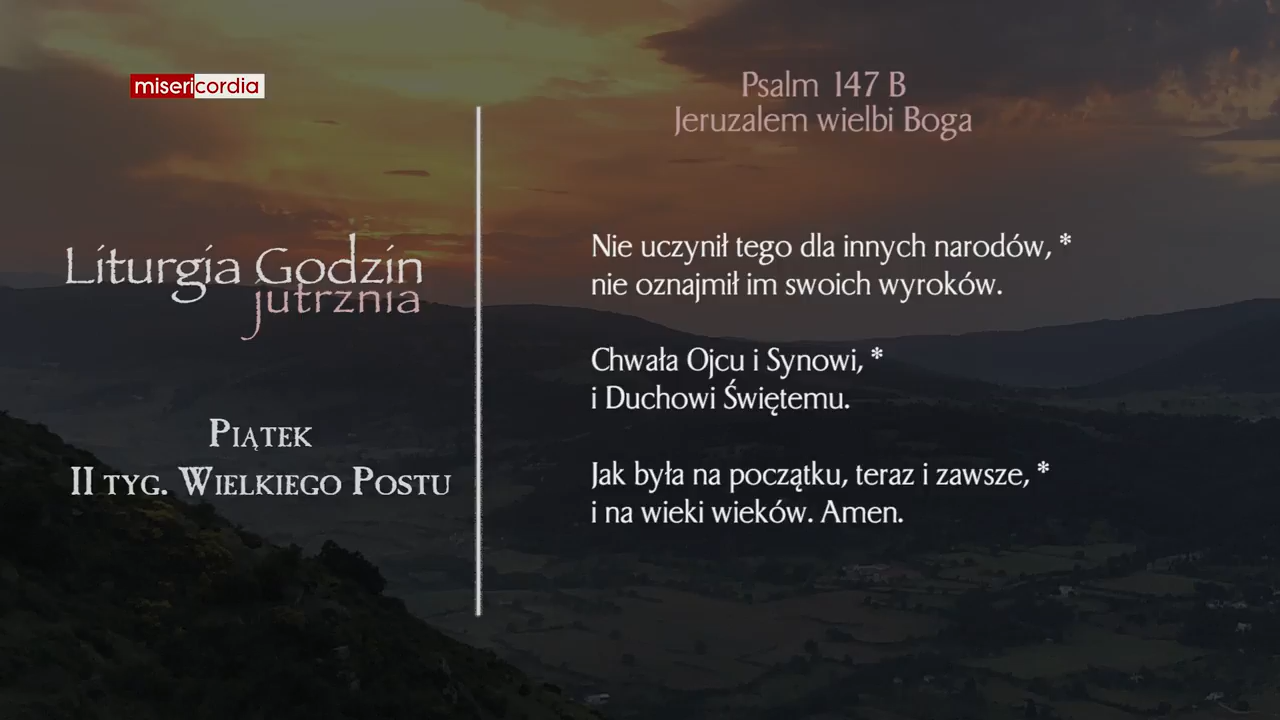 misericordia
Liturgia Godzin
jutrznia
Piątek
II tyg. Wielkiego Postu
Psalm 147 B
Jeruzalem wielbi Boga
Nie uczynił tego dla innych narodów, *
nie oznajmił im swoich wyroków.
Chwała Ojcu i Synowi, *
i Duchowi Świętemu.
Jak była na początku, teraz i zawsze, *
i na wieki wieków. Amen.